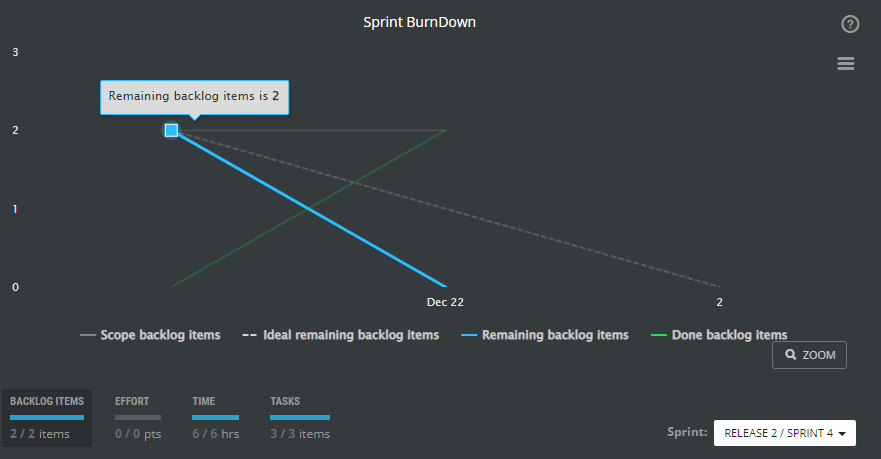 Sprint BurnDown
?
3
Remaining backlog items is 2
2
1
0
Dec 22
2
Scope backlog items
Ideal remaining backlog items
Remaining backlog items
Done backlog items
ZOOM
BACKLOG ITEMS
EFFORT
TIME
TASKS
2 / 2 items
0 / 0 pts
6 / 6 hrs
3 / 3 items
Sprint:
RELEASE 2 / SPRINT 4